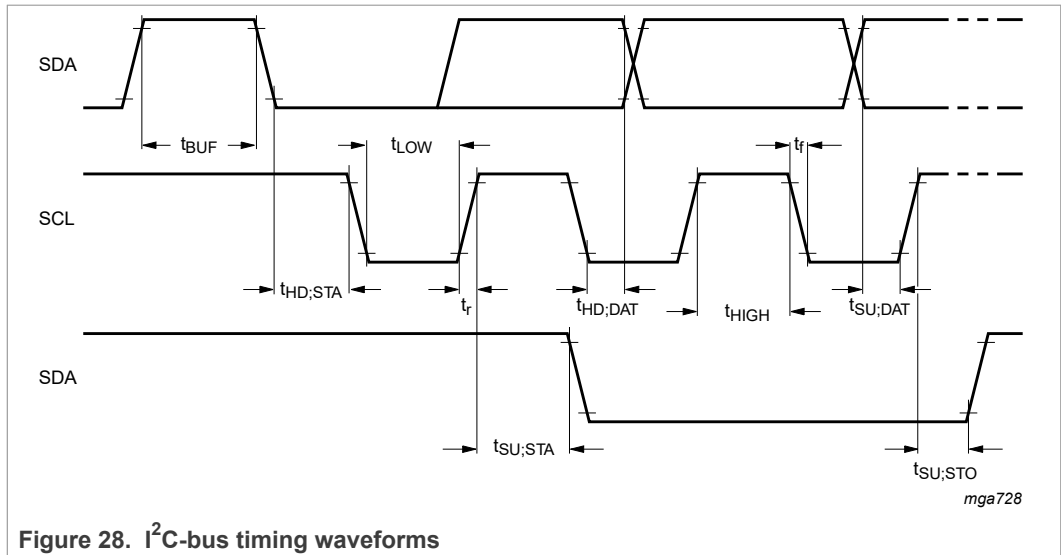 SDA
tBUF
tLOW
tf
SCL
tHD;STA
tr
tHD;DAT
tHIGH
tSU;DAT
SDA
tSU;STA
tSU;STO
mga728
Figure 28. I²C-bus timing waveforms